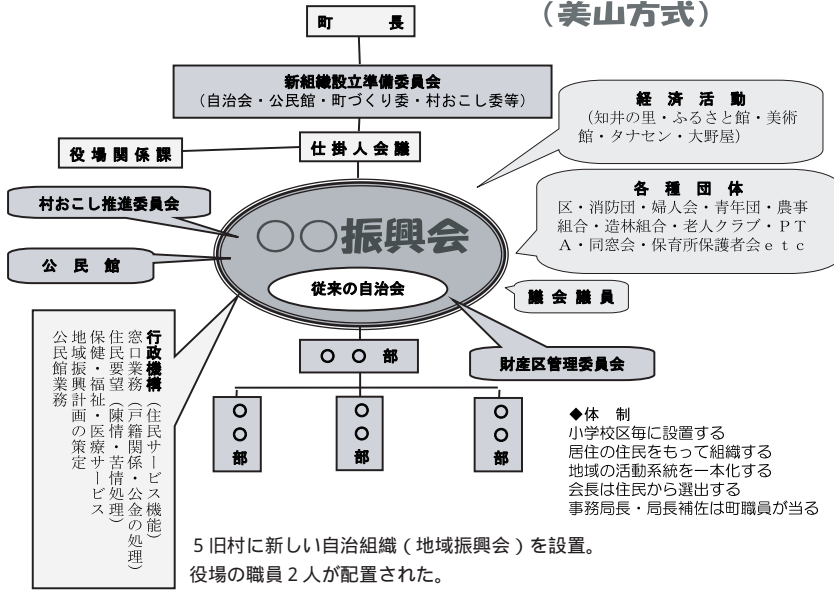 （美山方式）
町　　　長
新組織設立準備委員会
（自治会・公民館・町づくり委・村おこし委等）
仕掛人会議
役場関係課
経　済　活　動
（知井の里・ふるさと館・美術
館・タナセン・大野屋）
村おこし推進委員会
各　種　団　体
区・消防団・婦人会・青年団・農事
組合・造林組合・老人クラブ・ＰＴ
Ａ・同窓会・保育所保護者会ｅｔｃ
〇〇振興会
公　民　館
従来の自治会
議会議員
〇　〇　部
財産区管理委員会
行政機構（住民サービス機能）
窓口業務（戸籍関係・公金の処理）
住民要望（陳情・苦情処理）
保健・福祉・医療サービス
地域振興計画の策定
公民館業務
〇〇部
〇〇部
〇〇部
◆体　制
小学校区毎に設置する
居住の住民をもって組織する
地域の活動系統を一本化する
会長は住民から選出する
事務局長・局長補佐は町職員が当る
５旧村に新しい自治組織（地域振興会）を設置。
役場の職員２人が配置された。